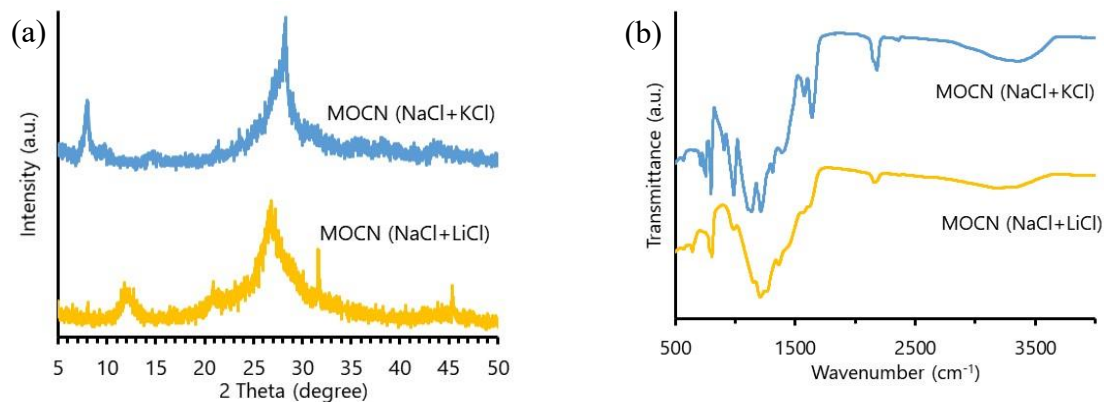 (a)
Intensity (a.u.)
MOCN (NaCl+KCl)
MOCN (NaCl+LiCl)
5 10 15 20 25 30 35 40 45 50
2 Theta (degree)
(b)
Transmittance (a.u.)
MOCN (NaCl+KCl)
MOCN (NaCl+LiCl)
500 1500 2500 3500
Wavenumber (cm⁻¹)